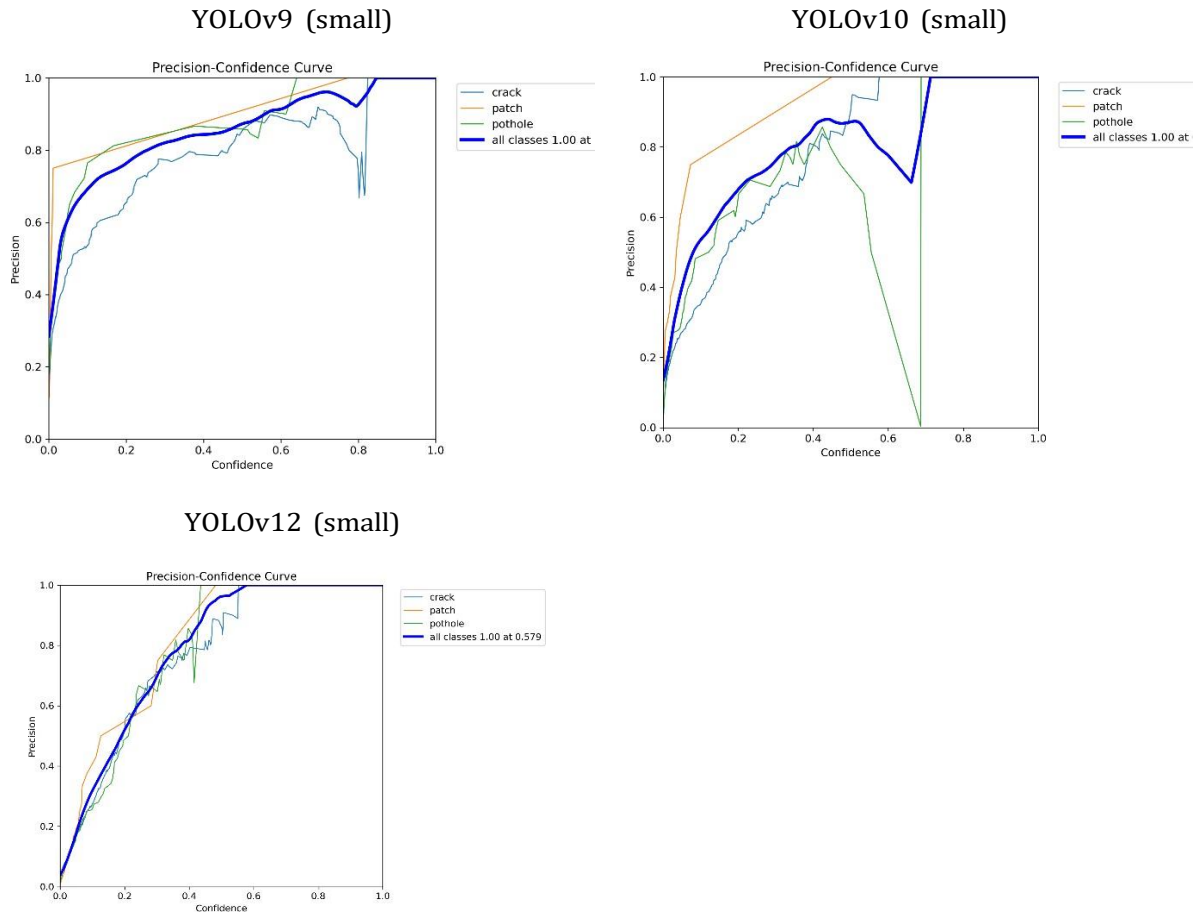 YOLOv9 (small)
Precision-Confidence Curve
1.0
0.8
0.6
0.4
0.2
0.0
Precision
0.0 0.2 0.4 0.6 0.8 1.0
Confidence
crack
patch
pothole
all classes 1.00 at
YOLOv10 (small)
Precision-Confidence Curve
1.0
0.8
0.6
0.4
0.2
0.0
Precision
0.0 0.2 0.4 0.6 0.8 1.0
Confidence
crack
patch
pothole
all classes 1.00 at
YOLOv12 (small)
Precision-Confidence Curve
1.0
0.8
0.6
0.4
0.2
0.0
Precision
0.0 0.2 0.4 0.6 0.8 1.0
Confidence
crack
patch
pothole
all classes 1.00 at 0.579